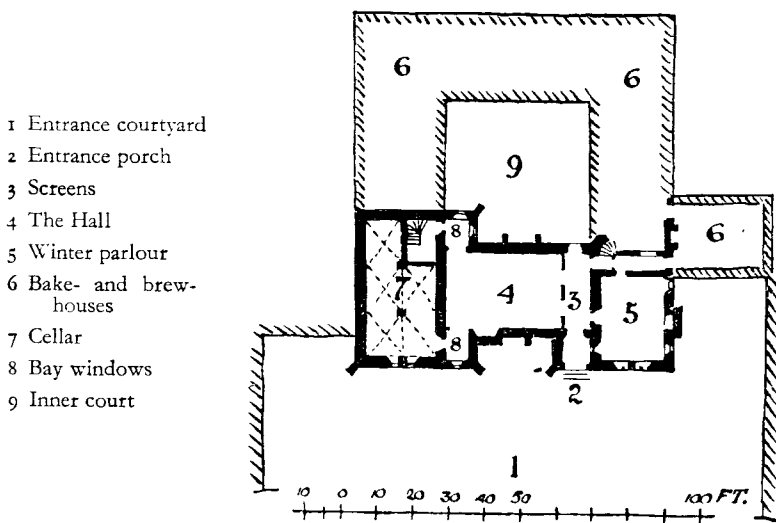 1 Entrance courtyard
2 Entrance porch
3 Screens
4 The Hall
5 Winter parlour
6 Bake- and brew-
houses
7 Cellar
8 Bay windows
9 Inner court
6 6
9
8 6
7 4 3 5
8
2
1
10 0 10 20 30 40 50 100 FT.